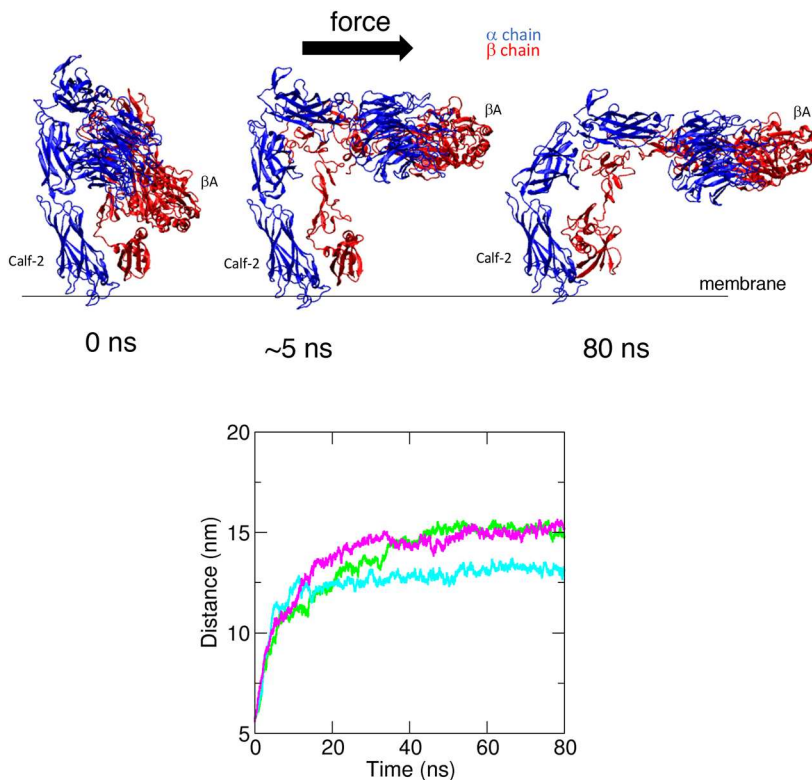 force
α chain
β chain
βA
βA
βA
Calf-2
Calf-2
Calf-2
membrane
0 ns
~5 ns
80 ns
20
15
10
5
Distance (nm)
0
20
40
60
80
Time (ns)